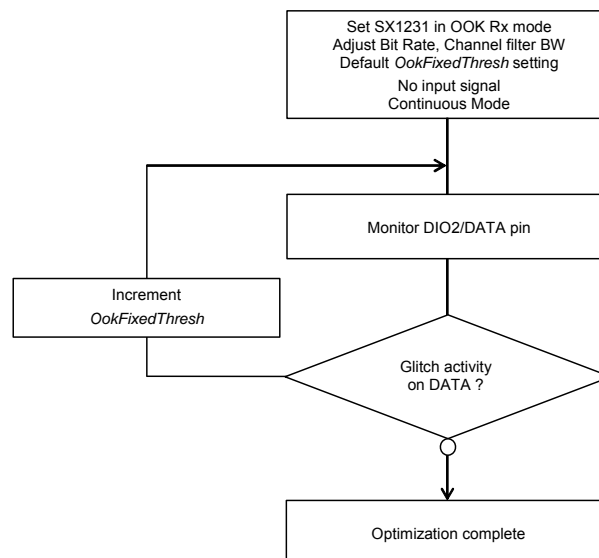 Set SX1231 in OOK Rx mode
Adjust Bit Rate, Channel filter BW
Default OokFixedThresh setting
No input signal
Continuous Mode
Monitor DIO2/DATA pin
Increment
OokFixedThresh
Glitch activity
on DATA ?
Optimization complete